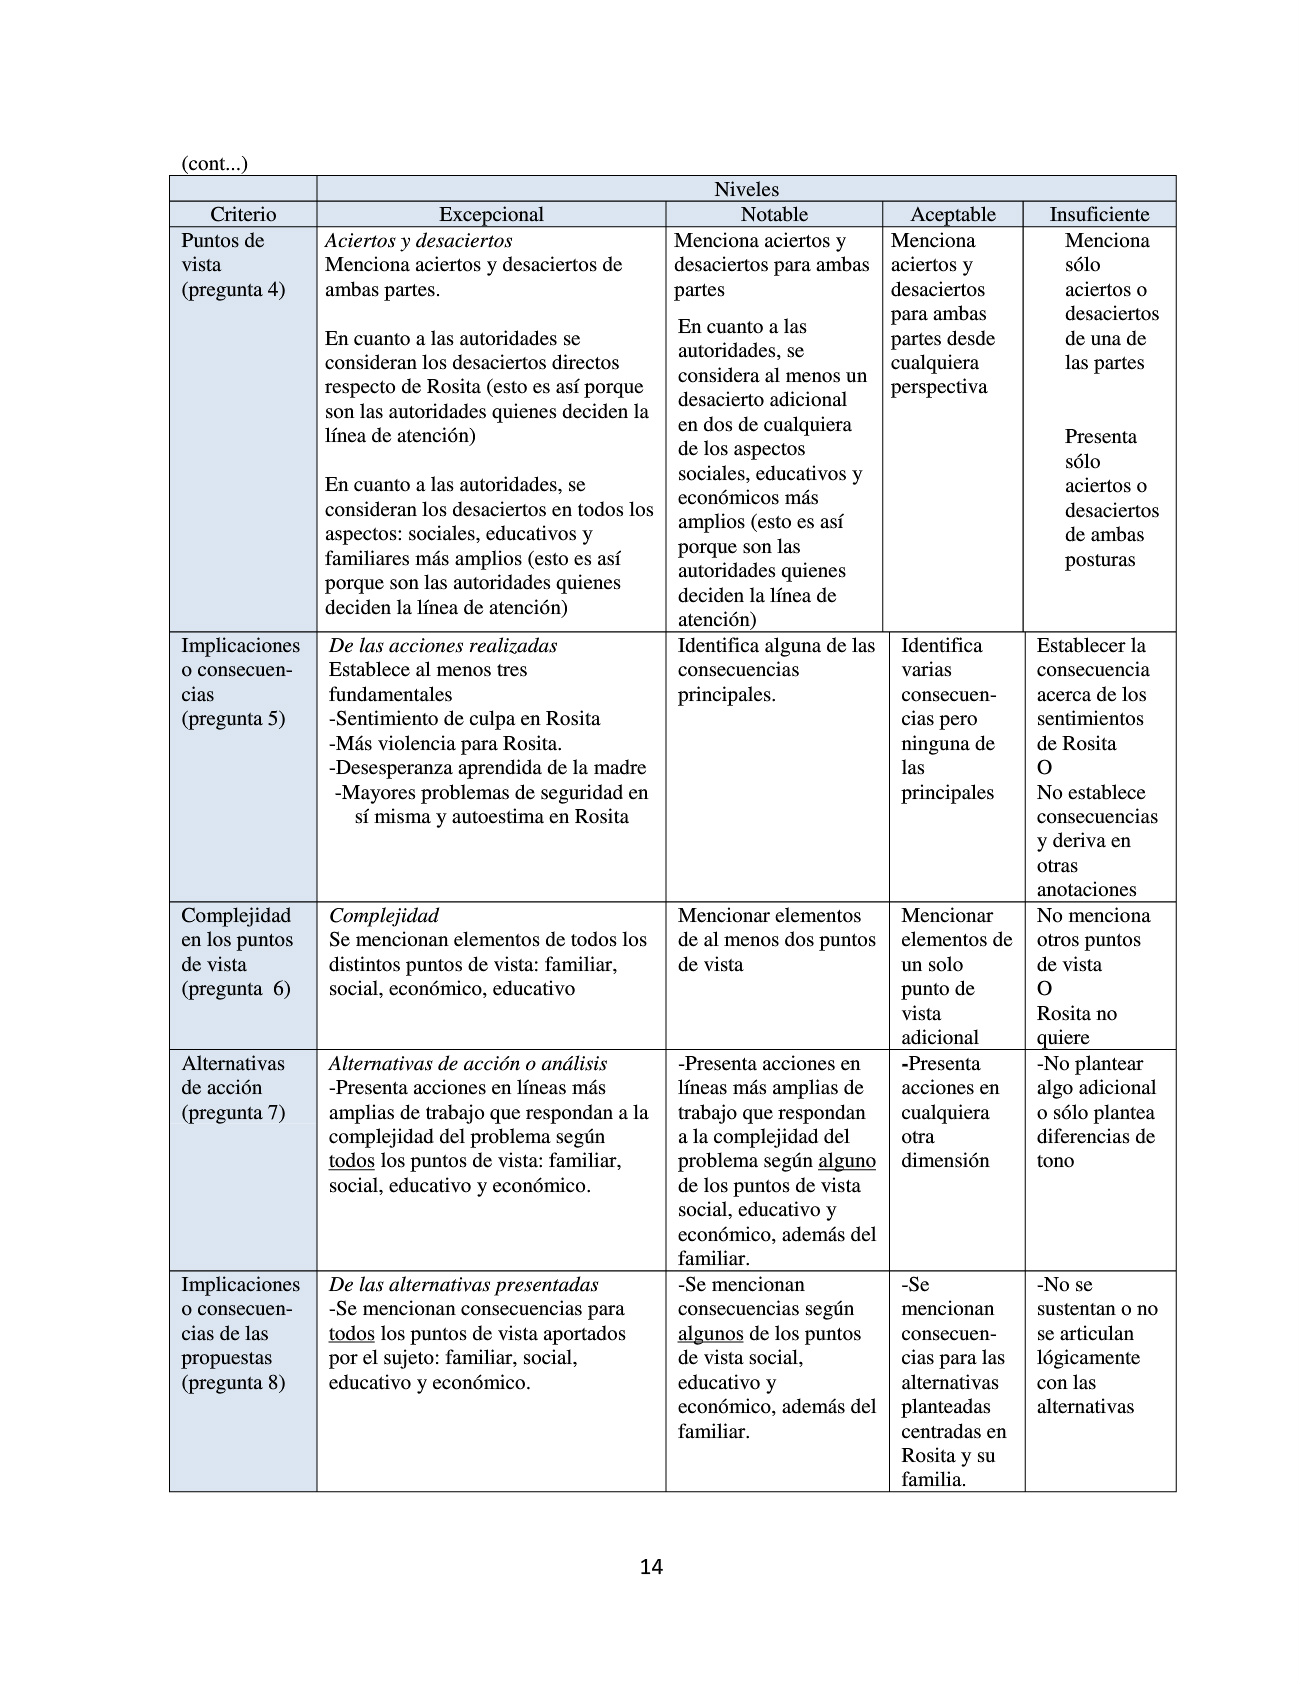 (cont...)
Niveles
Criterio
Excepcional
Notable
Aceptable
Insuficiente
Puntos de
vista
(pregunta 4)
Aciertos y desaciertos
Menciona aciertos y desaciertos de
ambas partes.
En cuanto a las autoridades se
consideran los desaciertos directos
respecto de Rosita (esto es así porque
son las autoridades quienes deciden la
línea de atención)
En cuanto a las autoridades, se
consideran los desaciertos en todos los
aspectos: sociales, educativos y
familiares más amplios (esto es así
porque son las autoridades quienes
deciden la línea de atención)
Menciona aciertos y
desaciertos para ambas
partes
En cuanto a las
autoridades, se
considera al menos un
desacierto adicional
en dos de cualquiera
de los aspectos
sociales, educativos y
económicos más
amplios (esto es así
porque son las
autoridades quienes
deciden la línea de
atención)
Menciona
aciertos y
desaciertos
para ambas
partes desde
cualquiera
perspectiva
Menciona
sólo
aciertos o
desaciertos
de una de
las partes
Presenta
sólo
aciertos o
desaciertos
de ambas
posturas
Implicaciones
o consecuen-
cias
(pregunta 5)
De las acciones realizadas
Establece al menos tres
fundamentales
-Sentimiento de culpa en Rosita
-Más violencia para Rosita.
-Desesperanza aprendida de la madre
-Mayores problemas de seguridad en
sí misma y autoestima en Rosita
Identifica alguna de las
consecuencias
principales.
Identifica
varias
consecuen-
cias pero
ninguna de
las
principales
Establecer la
consecuencia
acerca de los
sentimientos
de Rosita
O
No establece
consecuencias
y deriva en
otras
anotaciones
Complejidad
en los puntos
de vista
(pregunta  6)
Complejidad
Se mencionan elementos de todos los
distintos puntos de vista: familiar,
social, económico, educativo
Mencionar elementos
de al menos dos puntos
de vista
Mencionar
elementos de
un solo
punto de
vista
adicional
No menciona
otros puntos
de vista
O
Rosita no
quiere
Alternativas
de acción
(pregunta 7)
Alternativas de acción o análisis
-Presenta acciones en líneas más
amplias de trabajo que respondan a la
complejidad del problema según
todos los puntos de vista: familiar,
social, educativo y económico.
-Presenta acciones en
líneas más amplias de
trabajo que respondan
a la complejidad del
problema según alguno
de los puntos de vista
social, educativo y
económico, además del
familiar.
-Presenta
acciones en
cualquiera
otra
dimensión
-No plantear
algo adicional
o sólo plantea
diferencias de
tono
Implicaciones
o consecuen-
cias de las
propuestas
(pregunta 8)
De las alternativas presentadas
-Se mencionan consecuencias para
todos los puntos de vista aportados
por el sujeto: familiar, social,
educativo y económico.
-Se mencionan
consecuencias según
algunos de los puntos
de vista social,
educativo y
económico, además del
familiar.
-Se
mencionan
consecuen-
cias para las
alternativas
planteadas
centradas en
Rosita y su
familia.
-No se
sustentan o no
se articulan
lógicamente
con las
alternativas
14